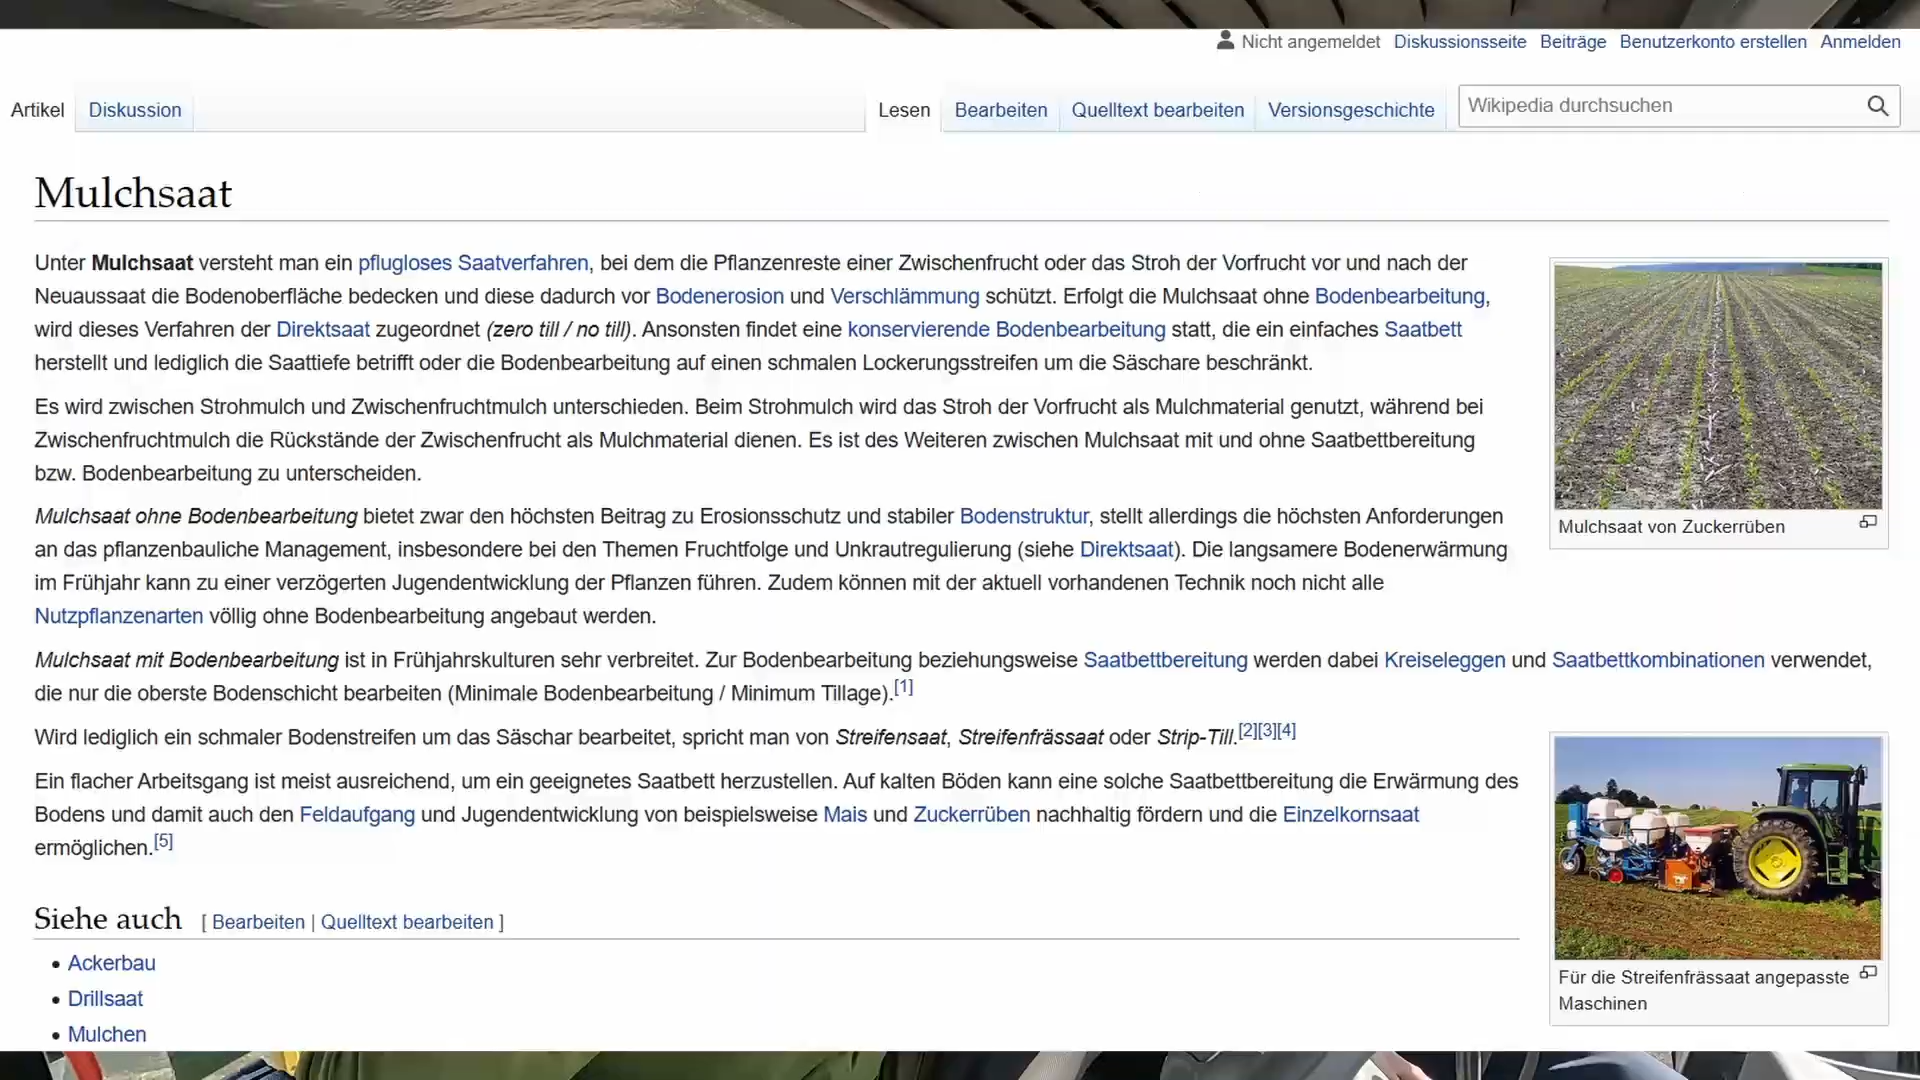 Nicht angemeldet Diskussionsseite Beiträge Benutzerkonto erstellen Anmelden
Artikel Diskussion Lesen Bearbeiten Quelltext bearbeiten Versionsgeschichte Wikipedia durchsuchen
Mulchsaat
Unter Mulchsaat versteht man ein pflugloses Saatverfahren, bei dem die Pflanzenreste einer Zwischenfrucht oder das Stroh der Vorfrucht vor und nach der
Neuaussaat die Bodenoberfläche bedecken und diese dadurch vor Bodenerosion und Verschlämmung schützt. Erfolgt die Mulchsaat ohne Bodenbearbeitung,
wird dieses Verfahren der Direktsaat zugeordnet (zero till / no till). Ansonsten findet eine konservierende Bodenbearbeitung statt, die ein einfaches Saatbett
herstellt und lediglich die Saattiefe betrifft oder die Bodenbearbeitung auf einen schmalen Lockerungsstreifen um die Säschare beschränkt.
Es wird zwischen Strohmulch und Zwischenfruchtmulch unterschieden. Beim Strohmulch wird das Stroh der Vorfrucht als Mulchmaterial genutzt, während bei
Zwischenfruchtmulch die Rückstände der Zwischenfrucht als Mulchmaterial dienen. Es ist des Weiteren zwischen Mulchsaat mit und ohne Saatbettbereitung
bzw. Bodenbearbeitung zu unterscheiden.
Mulchsaat ohne Bodenbearbeitung bietet zwar den höchsten Beitrag zu Erosionsschutz und stabiler Bodenstruktur, stellt allerdings die höchsten Anforderungen
an das pflanzenbauliche Management, insbesondere bei den Themen Fruchtfolge und Unkrautregulierung (siehe Direktsaat). Die langsamere Bodenerwärmung
im Frühjahr kann zu einer verzögerten Jugendentwicklung der Pflanzen führen. Zudem können mit der aktuell vorhandenen Technik noch nicht alle
Nutzpflanzenarten völlig ohne Bodenbearbeitung angebaut werden.
Mulchsaat von Zuckerrüben
Mulchsaat mit Bodenbearbeitung ist in Frühjahrskulturen sehr verbreitet. Zur Bodenbearbeitung beziehungsweise Saatbettbereitung werden dabei Kreiseleggen und Saatbettkombinationen verwendet,
die nur die oberste Bodenschicht bearbeiten (Minimale Bodenbearbeitung / Minimum Tillage).[1]
Wird lediglich ein schmaler Bodenstreifen um das Säschar bearbeitet, spricht man von Streifensaat, Streifenfrässaat oder Strip-Till.[2][3][4]
Ein flacher Arbeitsgang ist meist ausreichend, um ein geeignetes Saatbett herzustellen. Auf kalten Böden kann eine solche Saatbettbereitung die Erwärmung des
Bodens und damit auch den Feldaufgang und Jugendentwicklung von beispielsweise Mais und Zuckerrüben nachhaltig fördern und die Einzelkornsaat
ermöglichen.[5]
Siehe auch [ Bearbeiten | Quelltext bearbeiten ]
• Ackerbau
• Drillsaat
• Mulchen
Für die Streifenfrässaat angepasste
Maschinen